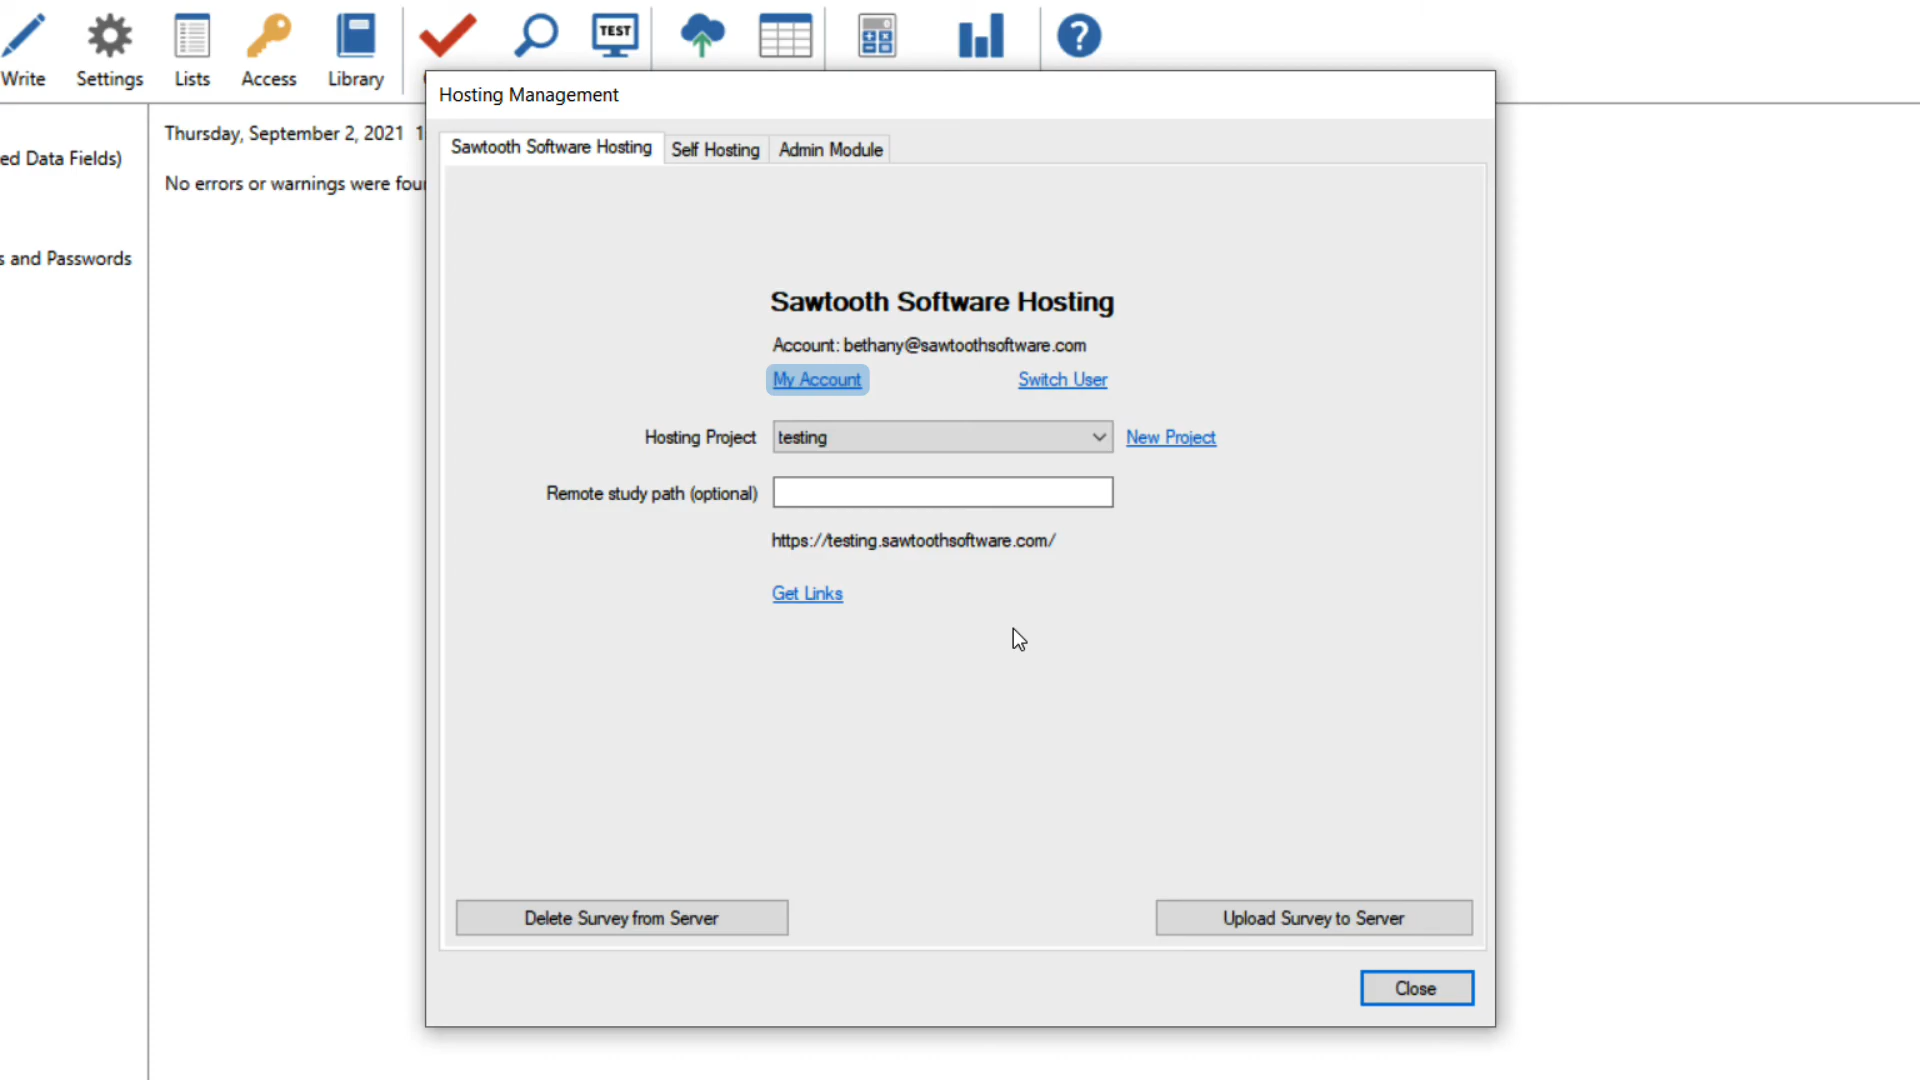 TEST
Write
Settings
Lists
Access
Library
Hosting Management
Thursday, September 2, 2021
Sawtooth Software Hosting
Self Hosting
Admin Module
ed Data Fields)
No errors or warnings were
s and Passwords
Sawtooth Software Hosting
Account: bethany@sawtoothsoftware.com
My Account
Switch User
Hosting Project
testing
New Project
Remote study path (optional)
https://testing.sawtoothsoftware.com/
Get Links
Delete Survey from Server
Upload Survey to Server
Close